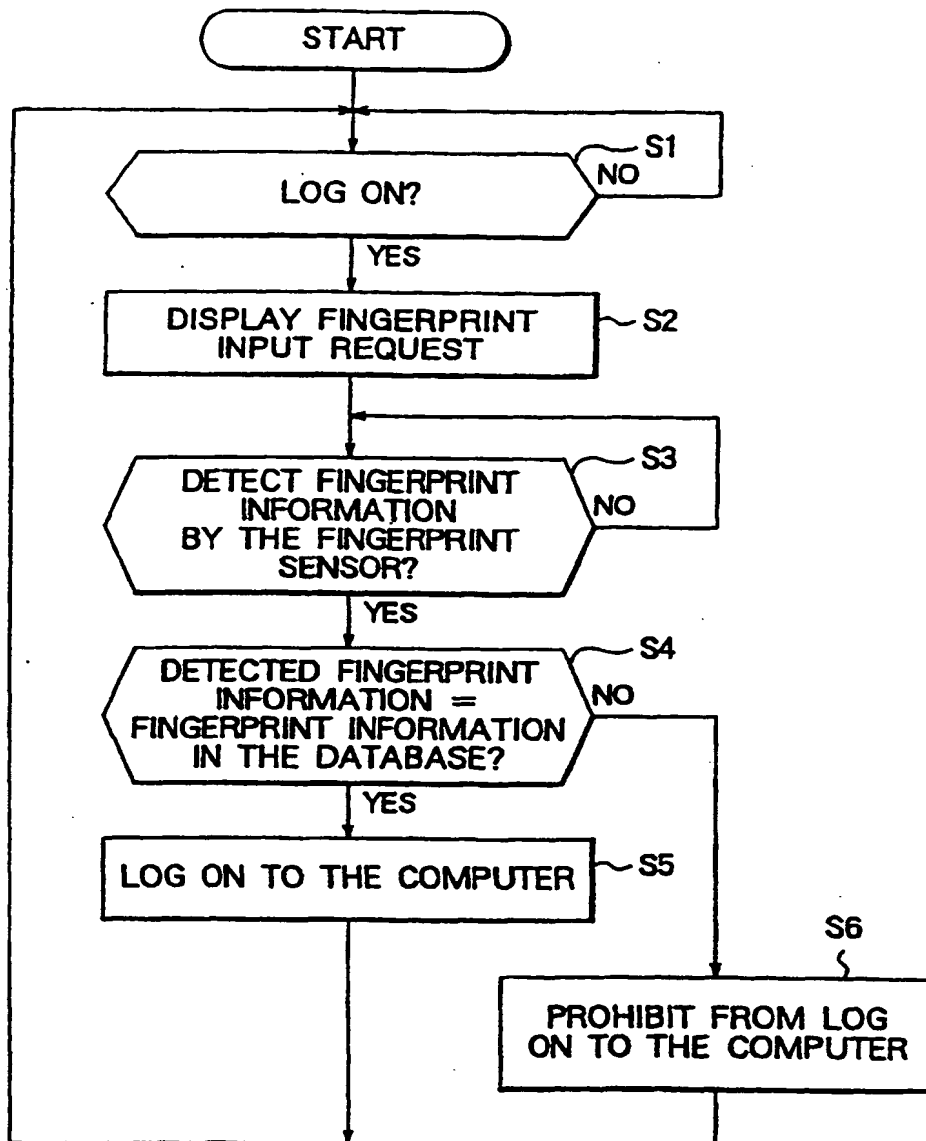 START
S1
LOG ON?
NO
YES
DISPLAY FINGERPRINT
INPUT REQUEST
S2
S3
DETECT FINGERPRINT
INFORMATION
BY THE FINGERPRINT
SENSOR?
NO
YES
S4
DETECTED FINGERPRINT
INFORMATION =
FINGERPRINT INFORMATION
IN THE DATABASE?
NO
YES
LOG ON TO THE COMPUTER
S5
S6
PROHIBIT FROM LOG
ON TO THE COMPUTER